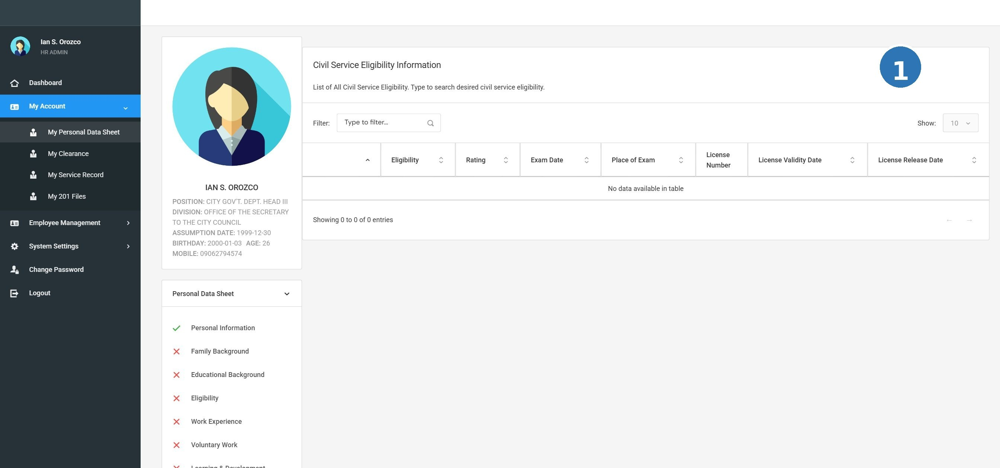 Ian S. Orozco
HR ADMIN
Dashboard
My Account
My Personal Data Sheet
My Clearance
My Service Record
My 201 Files
Employee Management
System Settings
Change Password
Logout
IAN S. OROZCO
POSITION: CITY GOV'T. DEPT. HEAD III
DIVISION: OFFICE OF THE SECRETARY
TO THE CITY COUNCIL
ASSUMPTION DATE: 1999-12-30
BIRTHDAY: 2000-01-03 AGE: 26
MOBILE: 09062794574
Personal Data Sheet
Personal Information
Family Background
Educational Background
Eligibility
Work Experience
Voluntary Work
Learning & Development
Civil Service Eligibility Information
1
List of All Civil Service Eligibility. Type to search desired civil service eligibility.
Filter: Type to filter... Show: 10
Eligibility Rating Exam Date Place of Exam License Number License Validity Date License Release Date
No data available in table
Showing 0 to 0 of 0 entries ← →